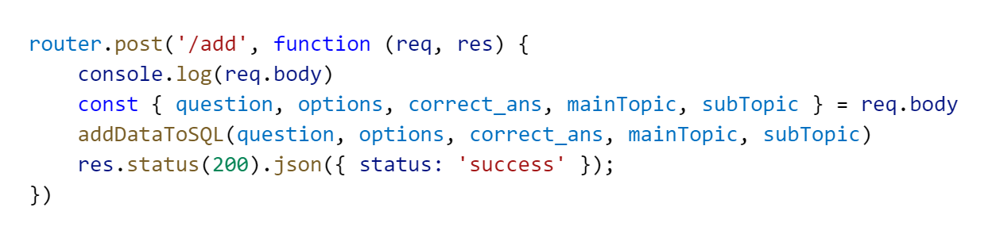 router.post('/add', function (req, res) {
    console.log(req.body)
    const { question, options, correct_ans, mainTopic, subTopic } = req.body
    addDataToSQL(question, options, correct_ans, mainTopic, subTopic)
    res.status(200).json({ status: 'success' });
})